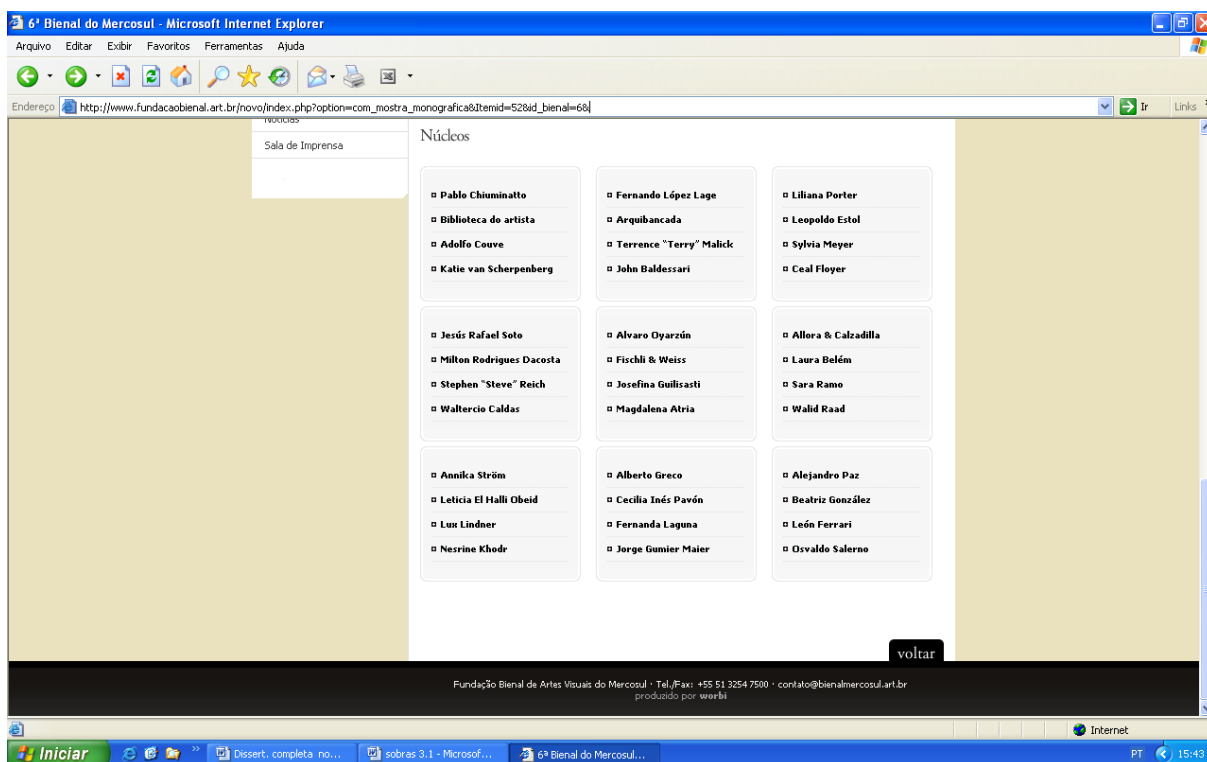 6ª Bienal do Mercosul - Microsoft Internet Explorer
Arquivo Editar Exibir Favoritos Ferramentas Ajuda
Endereço http://www.fundacaobienal.art.br/novo/index.php?option=com_mostra_monografica&Itemid=52&id_bienal=6& Ir Links
Notícias
Sala de Imprensa
Núcleos
Pablo Chiuminatto
Biblioteca do artista
Adolfo Couve
Katie van Scherpenberg
Fernando López Lage
Arquibancada
Terrence "Terry" Malick
John Baldessari
Liliana Porter
Leopoldo Estol
Sylvia Meyer
Ceal Floyer
Jesús Rafael Soto
Milton Rodrigues Dacosta
Stephen "Steve" Reich
Waltercio Caldas
Alvaro Oyarzún
Fischli & Weiss
Josefina Guilisasti
Magdalena Atria
Allora & Calzadilla
Laura Belém
Sara Ramo
Walid Raad
Annika Ström
Leticia El Halli Obeid
Lux Lindner
Nesrine Khodr
Alberto Greco
Cecilia Inés Pavón
Fernanda Laguna
Jorge Gumier Maier
Alejandro Paz
Beatriz González
León Ferrari
Osvaldo Salerno
voltar
Fundação Bienal de Artes Visuais do Mercosul · Tel./Fax: +55 51 3254 7500 · contato@bienalmercosul.art.br
produzido por worbi
Internet
Iniciar » Dissert. completa no... sobras 3.1 - Microsof... 6ª Bienal do Mercosul... PT 15:43